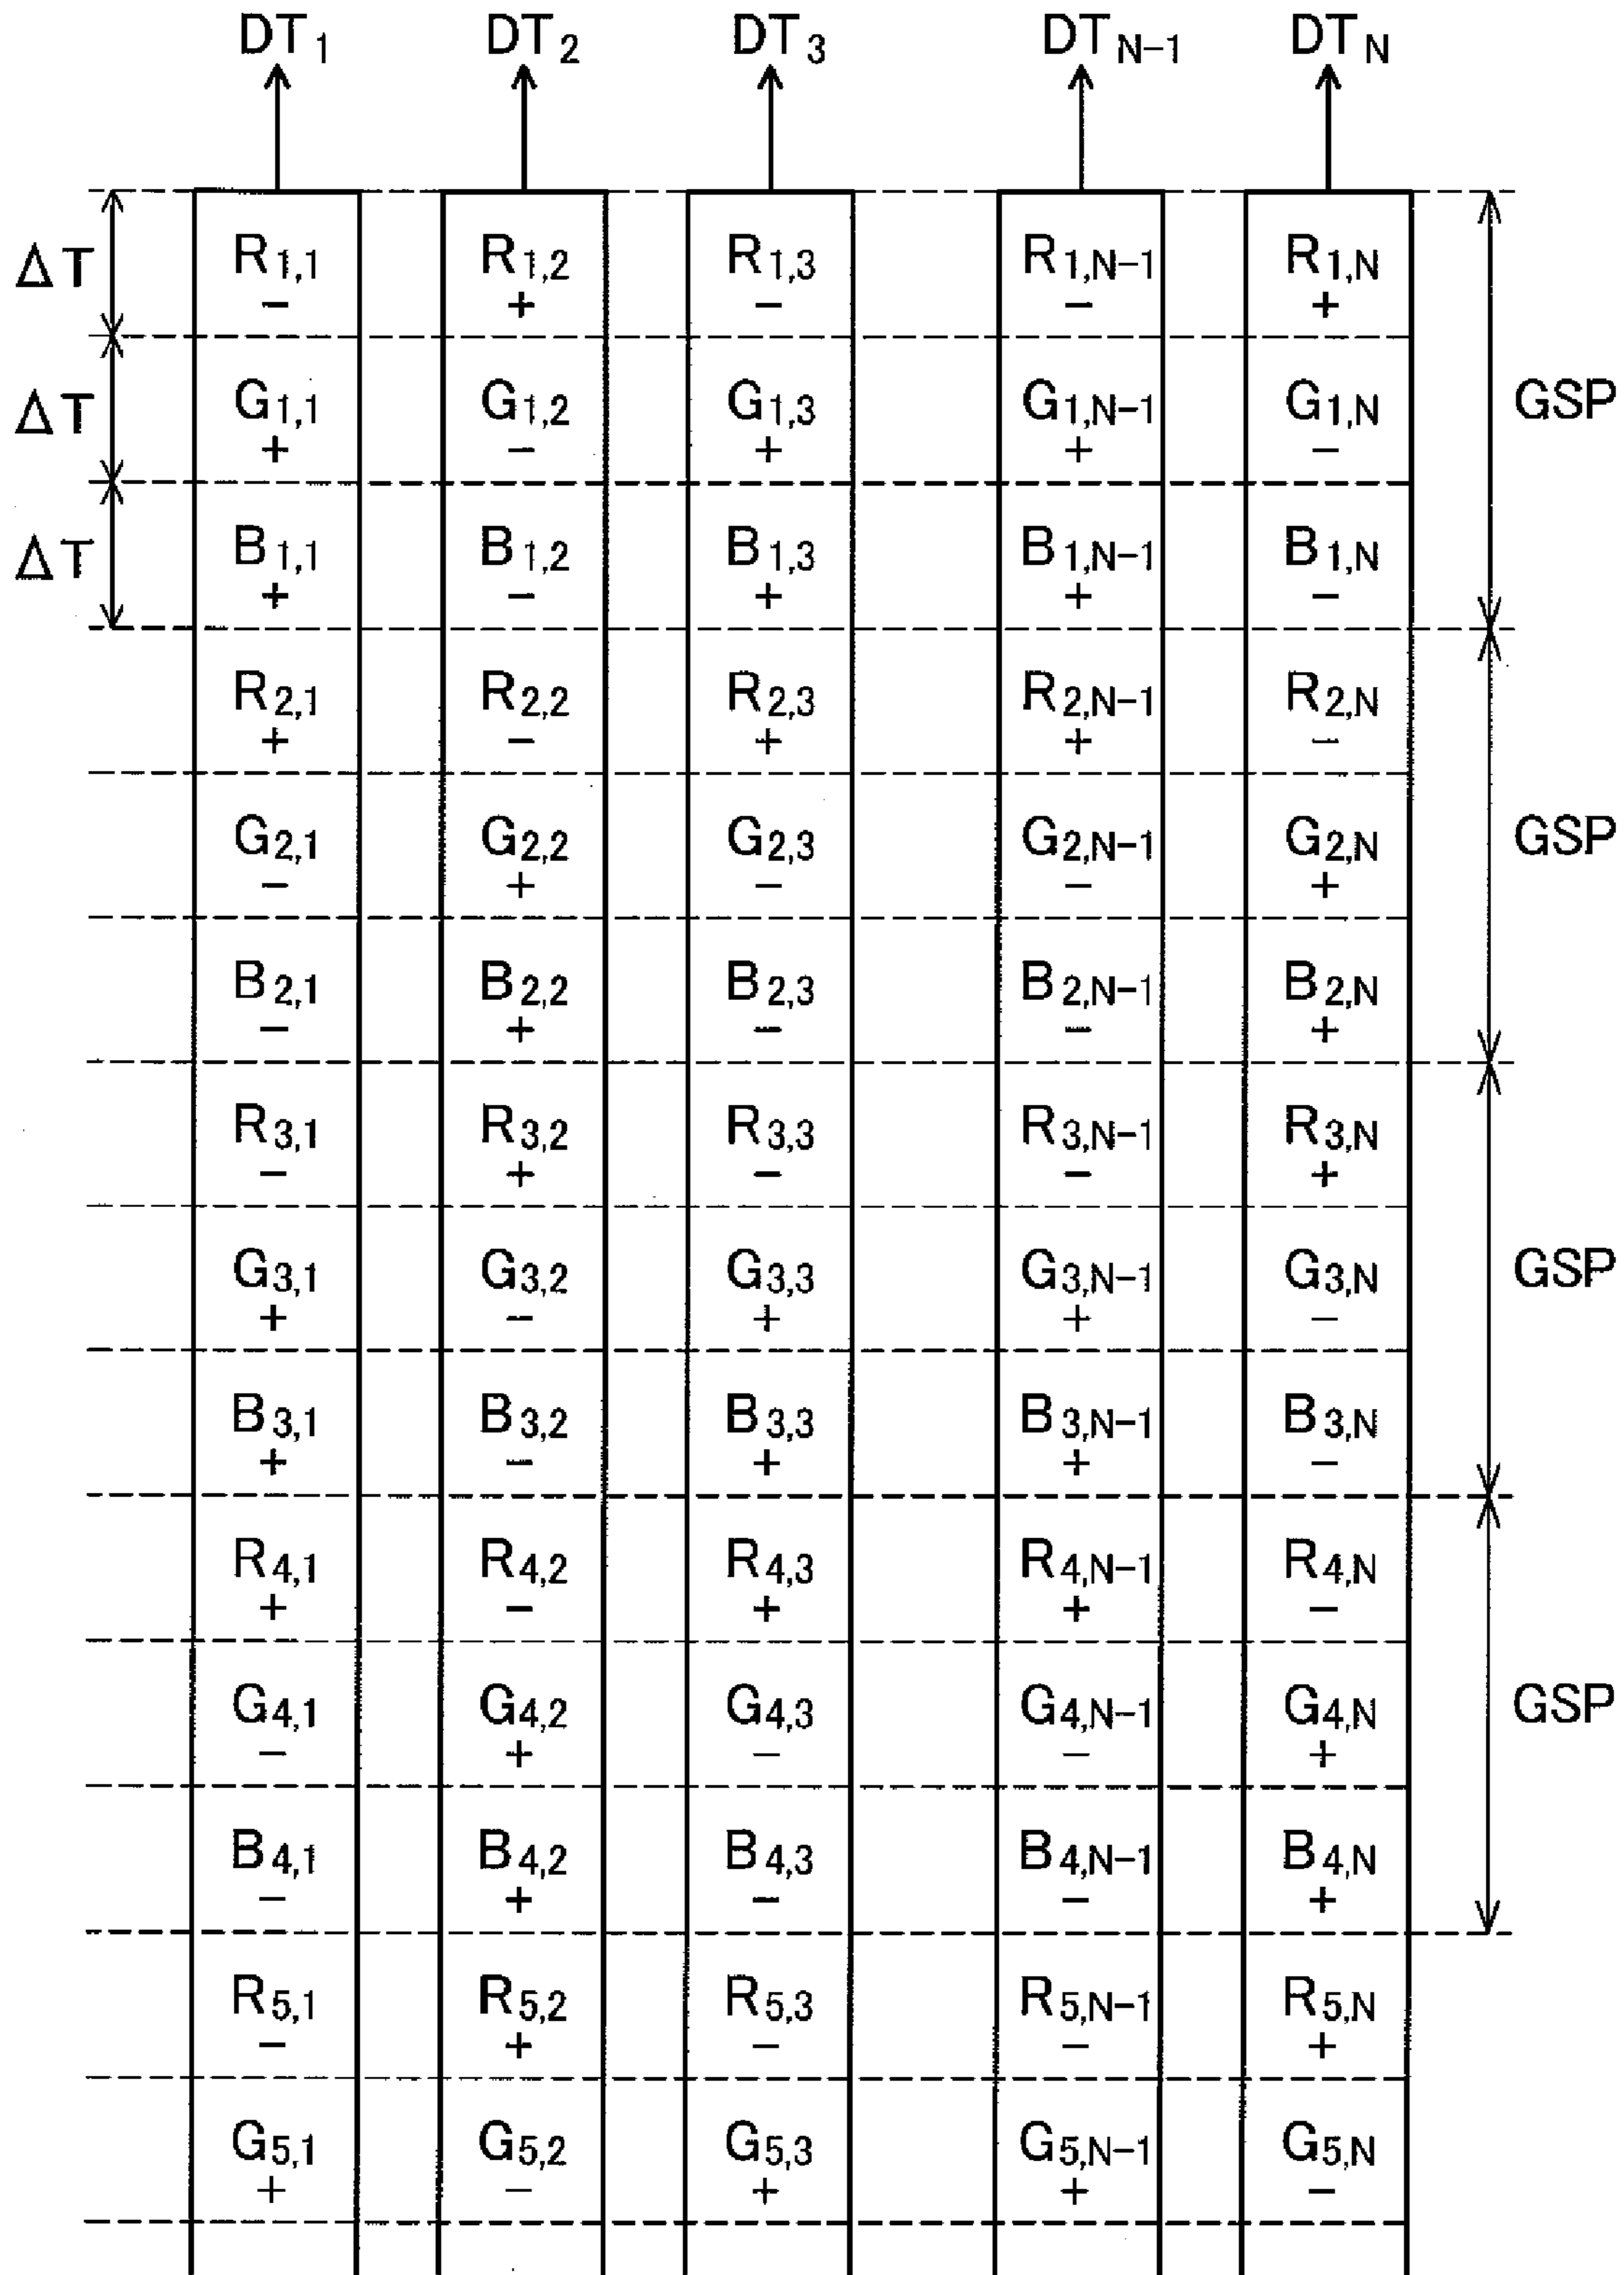 DT₁ DT₂ DT₃ DT_N-1 DT_N
ΔT R₁,₁ R₁,₂ R₁,₃ R₁,N-1 R₁,N
− + − − +
ΔT G₁,₁ G₁,₂ G₁,₃ G₁,N-1 G₁,N GSP
+ − + + −
ΔT B₁,₁ B₁,₂ B₁,₃ B₁,N-1 B₁,N
+ − + + −
R₂,₁ R₂,₂ R₂,₃ R₂,N-1 R₂,N
+ − + + −
G₂,₁ G₂,₂ G₂,₃ G₂,N-1 G₂,N GSP
− + − − +
B₂,₁ B₂,₂ B₂,₃ B₂,N-1 B₂,N
− + − − +
R₃,₁ R₃,₂ R₃,₃ R₃,N-1 R₃,N
− + − − +
G₃,₁ G₃,₂ G₃,₃ G₃,N-1 G₃,N GSP
+ − + + −
B₃,₁ B₃,₂ B₃,₃ B₃,N-1 B₃,N
+ − + + −
R₄,₁ R₄,₂ R₄,₃ R₄,N-1 R₄,N
+ − + + −
G₄,₁ G₄,₂ G₄,₃ G₄,N-1 G₄,N GSP
− + − − +
B₄,₁ B₄,₂ B₄,₃ B₄,N-1 B₄,N
− + − − +
R₅,₁ R₅,₂ R₅,₃ R₅,N-1 R₅,N
− + − − +
G₅,₁ G₅,₂ G₅,₃ G₅,N-1 G₅,N
+ − + + −